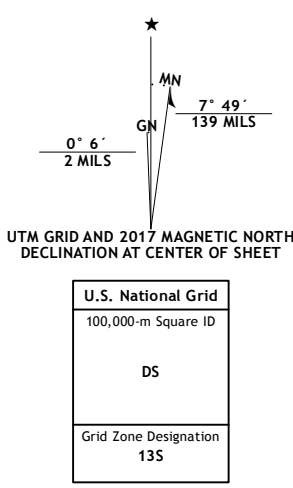 ★
MN
7° 49´
139 MILS
GN
0° 6´
2 MILS
UTM GRID AND 2017 MAGNETIC NORTH
DECLINATION AT CENTER OF SHEET
U.S. National Grid
100,000-m Square ID
DS
Grid Zone Designation
13S